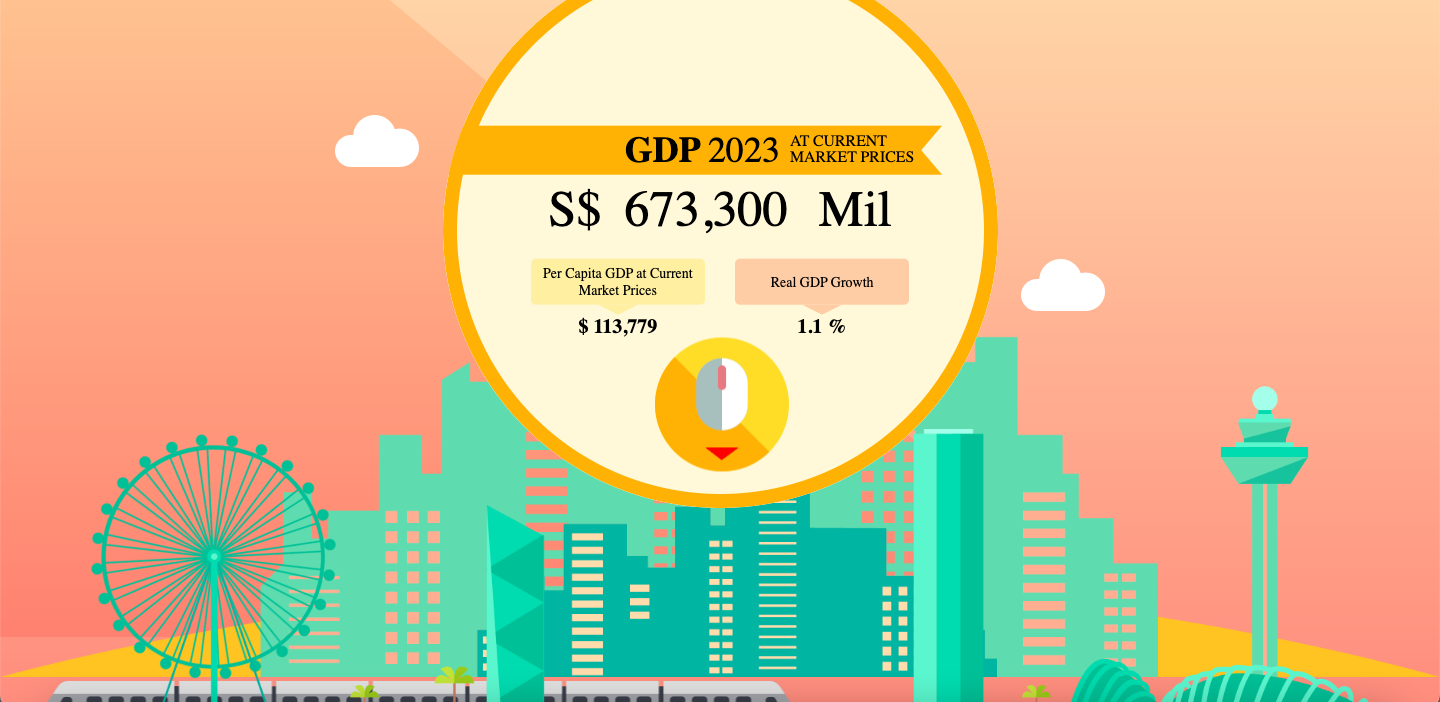 GDP 2023 AT CURRENT
MARKET PRICES
S$ 673,300 Mil
Per Capita GDP at Current
Market Prices
$ 113,779
Real GDP Growth
1.1 %